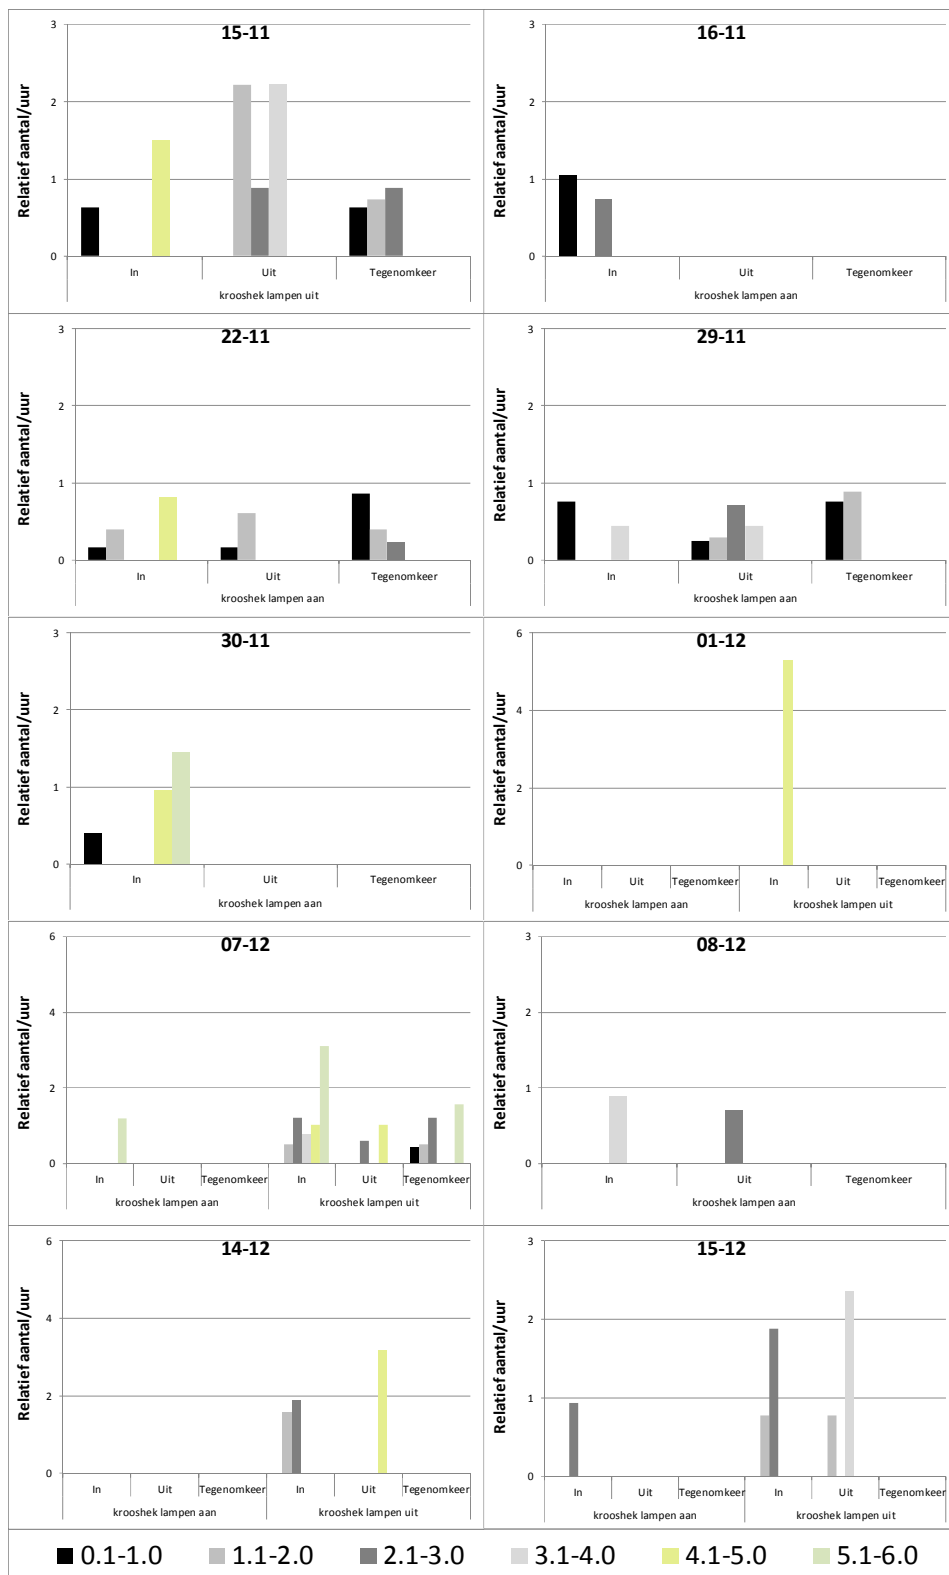 15-11
Relatief aantal/uur
3
2
1
0
In Uit Tegenomkeer
krooshek lampen uit
16-11
Relatief aantal/uur
3
2
1
0
In Uit Tegenomkeer
krooshek lampen aan
22-11
Relatief aantal/uur
3
2
1
0
In Uit Tegenomkeer
krooshek lampen aan
29-11
Relatief aantal/uur
3
2
1
0
In Uit Tegenomkeer
krooshek lampen aan
30-11
Relatief aantal/uur
3
2
1
0
In Uit Tegenomkeer
krooshek lampen aan
01-12
Relatief aantal/uur
6
4
2
0
In Uit Tegenomkeer In Uit Tegenomkeer
krooshek lampen aan krooshek lampen uit
07-12
Relatief aantal/uur
6
4
2
0
In Uit Tegenomkeer In Uit Tegenomkeer
krooshek lampen aan krooshek lampen uit
08-12
Relatief aantal/uur
3
2
1
0
In Uit Tegenomkeer
krooshek lampen aan
14-12
Relatief aantal/uur
6
4
2
0
In Uit Tegenomkeer In Uit Tegenomkeer
krooshek lampen aan krooshek lampen uit
15-12
Relatief aantal/uur
3
2
1
0
In Uit Tegenomkeer In Uit Tegenomkeer
krooshek lampen aan krooshek lampen uit
0.1-1.0 1.1-2.0 2.1-3.0 3.1-4.0 4.1-5.0 5.1-6.0